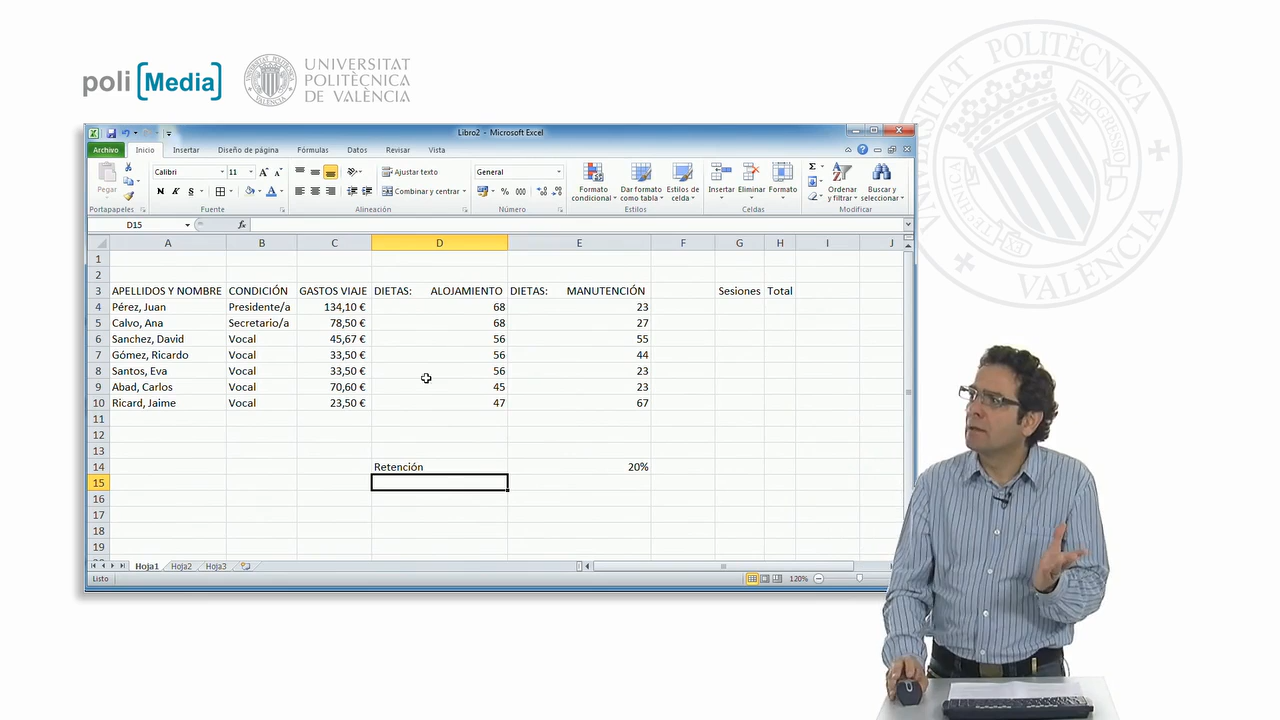 poli [Media]
UNIVERSITAT
POLITÈCNICA
DE VALÈNCIA
UNIVERSITAT POLITÈCNICA DE VALÈNCIA
PROGRESSIO
Libro2 - Microsoft Excel
Archivo Inicio Insertar Diseño de página Fórmulas Datos Revisar Vista
Pegar
Calibri 11
N K S
Ajustar texto
Combinar y centrar
General
% 000
Formato condicional
Dar formato como tabla
Estilos de celda
Insertar Eliminar Formato
Ordenar y filtrar
Buscar y seleccionar
Portapapeles Fuente Alineación Número Estilos Celdas Modificar
D15 fx
A B C D E F G H I J
1
2
3 APELLIDOS Y NOMBRE CONDICIÓN GASTOS VIAJE DIETAS: ALOJAMIENTO DIETAS: MANUTENCIÓN Sesiones Total
4 Pérez, Juan Presidente/a 134,10 € 68 23
5 Calvo, Ana Secretario/a 78,50 € 68 27
6 Sanchez, David Vocal 45,67 € 56 55
7 Gómez, Ricardo Vocal 33,50 € 56 44
8 Santos, Eva Vocal 33,50 € 56 23
9 Abad, Carlos Vocal 70,60 € 45 23
10 Ricard, Jaime Vocal 23,50 € 47 67
11
12
13
14 Retención 20%
15
16
17
18
19
Hoja1 Hoja2 Hoja3
Listo 120%